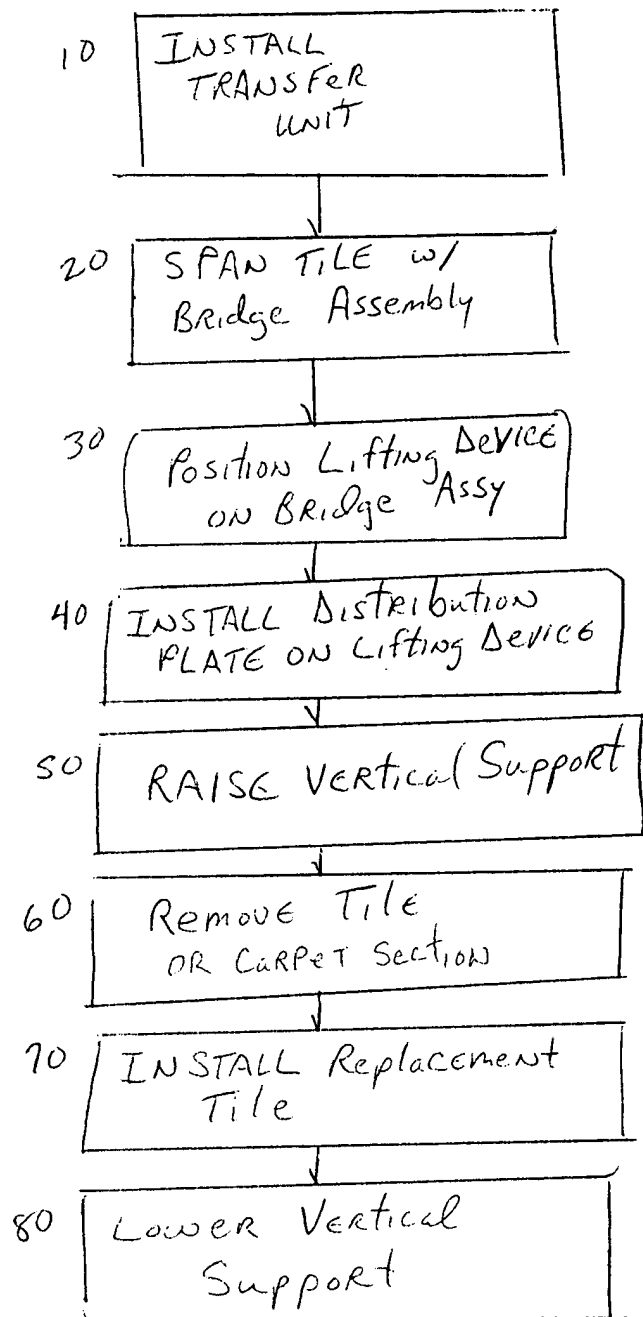 10 INSTALL
TRANSFER
UNIT
20 SPAN TILE w/
Bridge Assembly
30 Position Lifting Device
ON Bridge Assy
40 INSTALL Distribution
PLATE ON Lifting Device
50 RAISE Vertical Support
60 Remove Tile
OR CARPET Section
70 INSTALL Replacement
Tile
80 Lower Vertical
Support